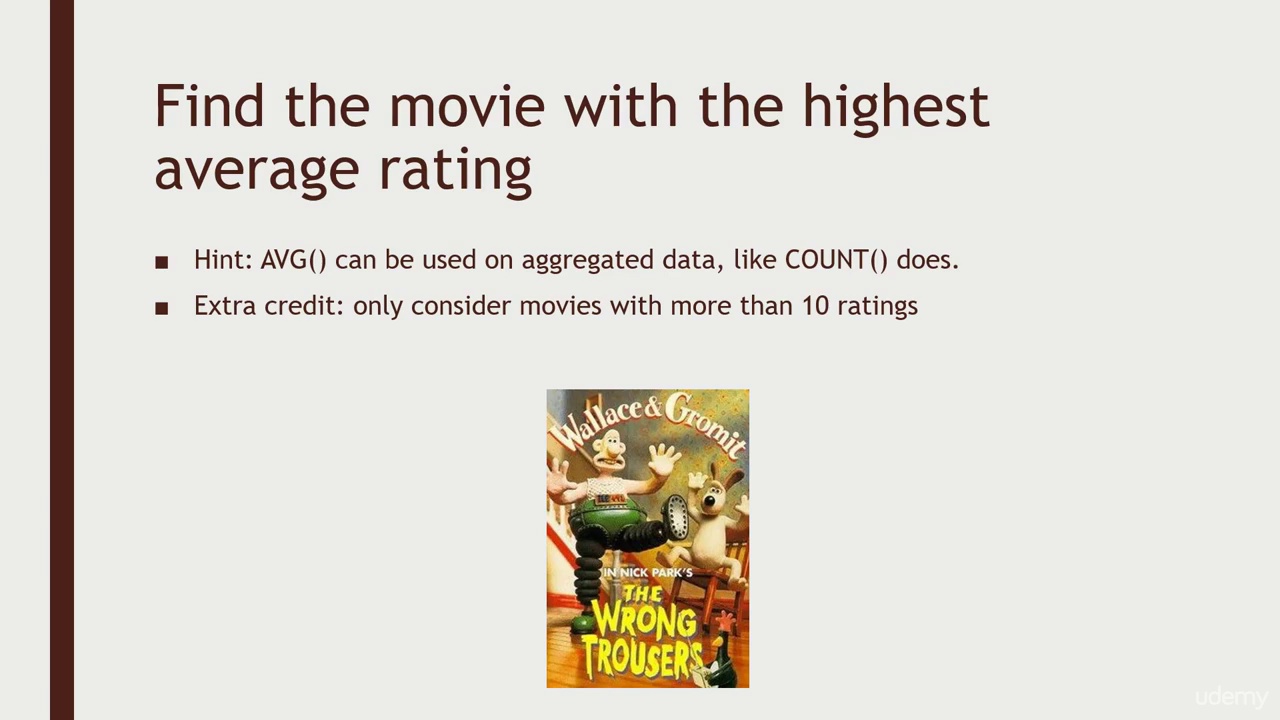 Find the movie with the highest
average rating
■ Hint: AVG() can be used on aggregated data, like COUNT() does.
■ Extra credit: only consider movies with more than 10 ratings
Wallace & Gromit
IN NICK PARK'S
THE
WRONG
TROUSERS
udemy